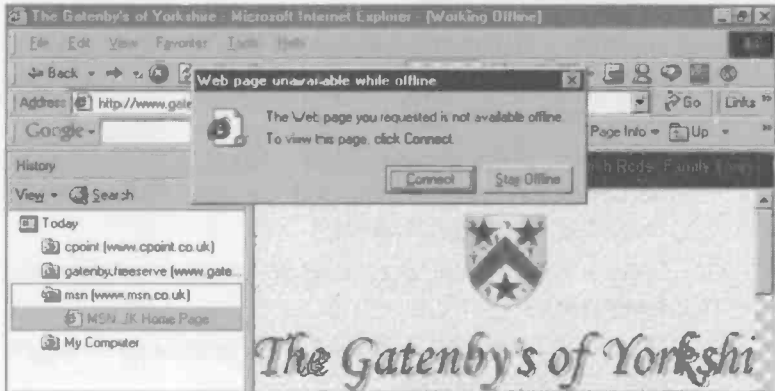 The Gatenby's of Yorkshire - Microsoft Internet Explorer - [Working Offline]
File Edit View Favorites Tools Help
Back
Address http://www.gate
Go Links »
Google
Page Info Up »
Web page unavailable while offline
The Web page you requested is not available offline.
To view this page, click Connect.
Connect Stay Offline
History
View Search
Today
cpoint (www.cpoint.co.uk)
gatenby.freeserve (www.gate...
msn (www.msn.co.uk)
MSN UK Home Page
My Computer
Family
The Gatenby's of Yorkshi